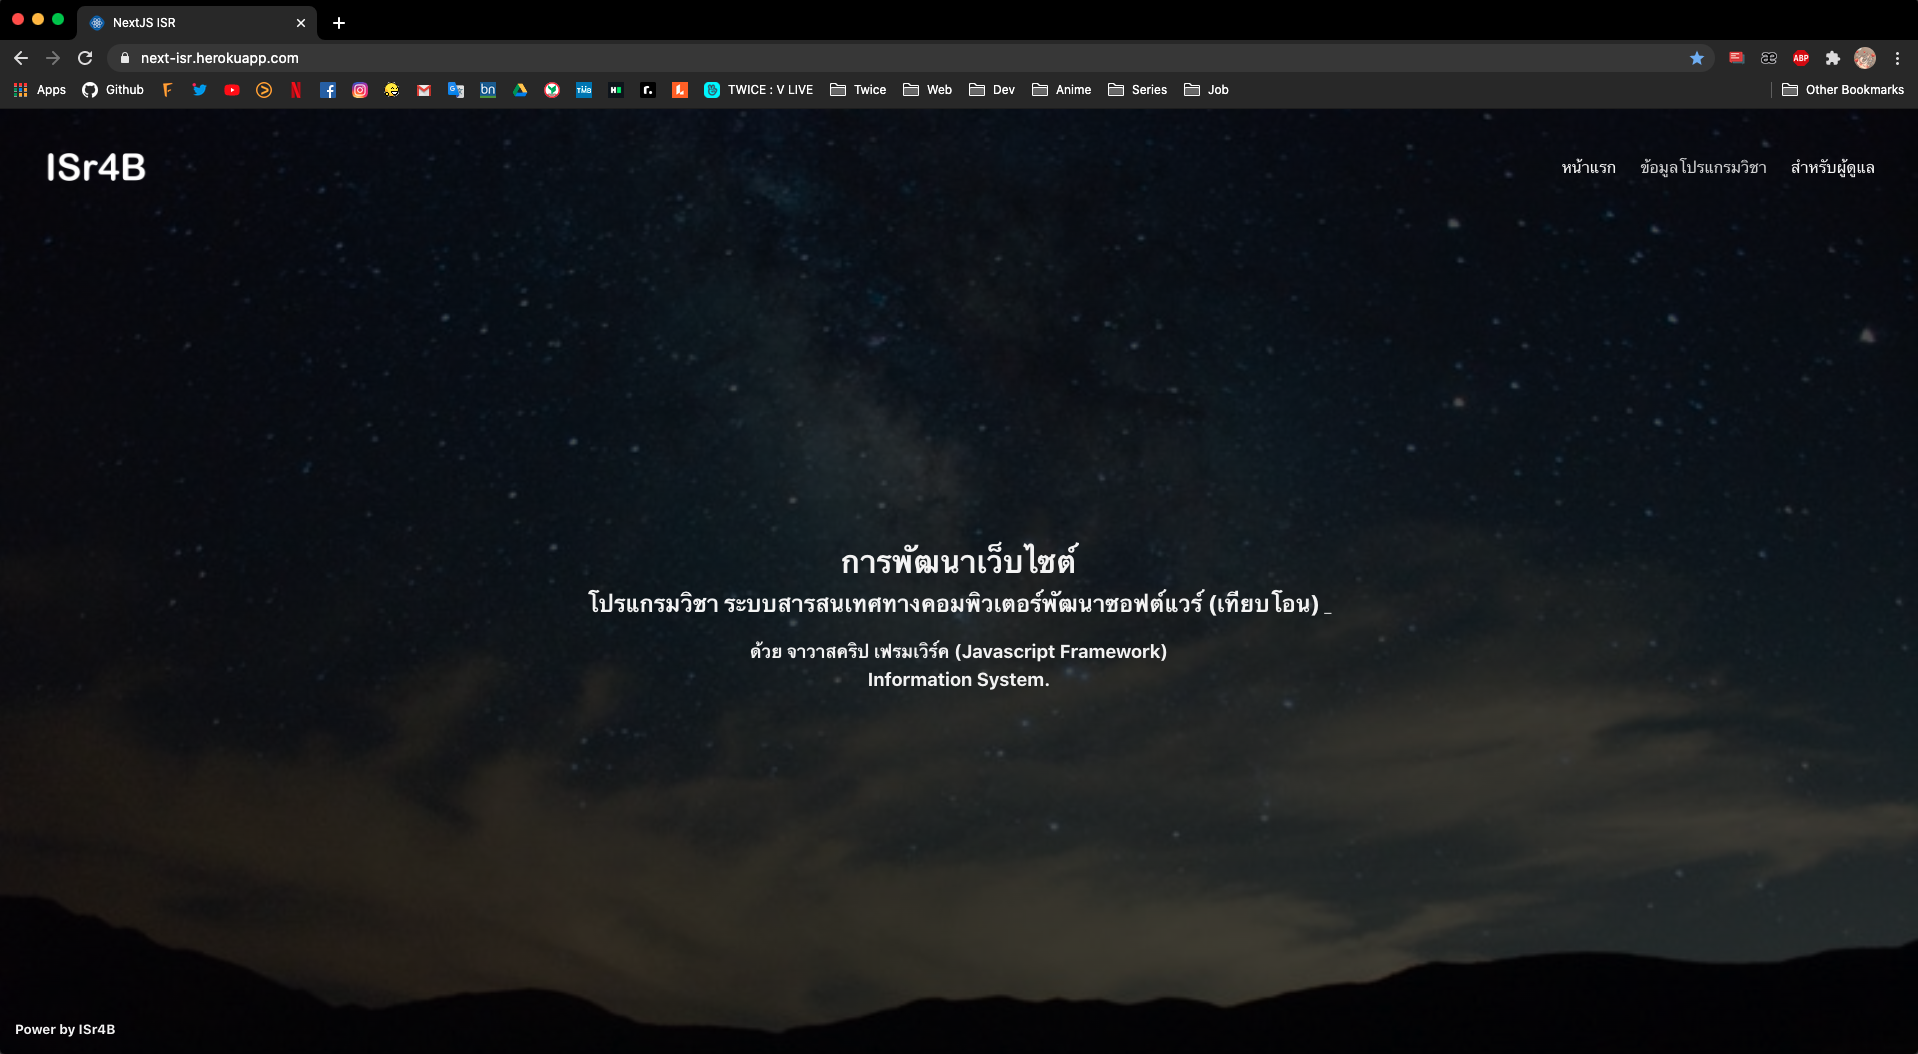 NextJS ISR
next-isr.herokuapp.com
ABP
Apps Github bn TMB H r. TWICE : V LIVE Twice Web Dev Anime Series Job Other Bookmarks
ISr4B
หน้าแรก ข้อมูลโปรแกรมวิชา สำหรับผู้ดูแล
การพัฒนาเว็บไซต์
โปรแกรมวิชา ระบบสารสนเทศทางคอมพิวเตอร์พัฒนาซอฟต์แวร์ (เทียบโอน) _
ด้วย จาวาสคริป เฟรมเวิร์ค (Javascript Framework)
Information System.
Power by ISr4B